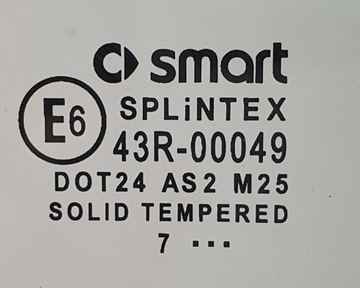 smart
E6
SPLiNTEX
43R-00049
DOT24 AS2 M25
SOLID TEMPERED
7 ...